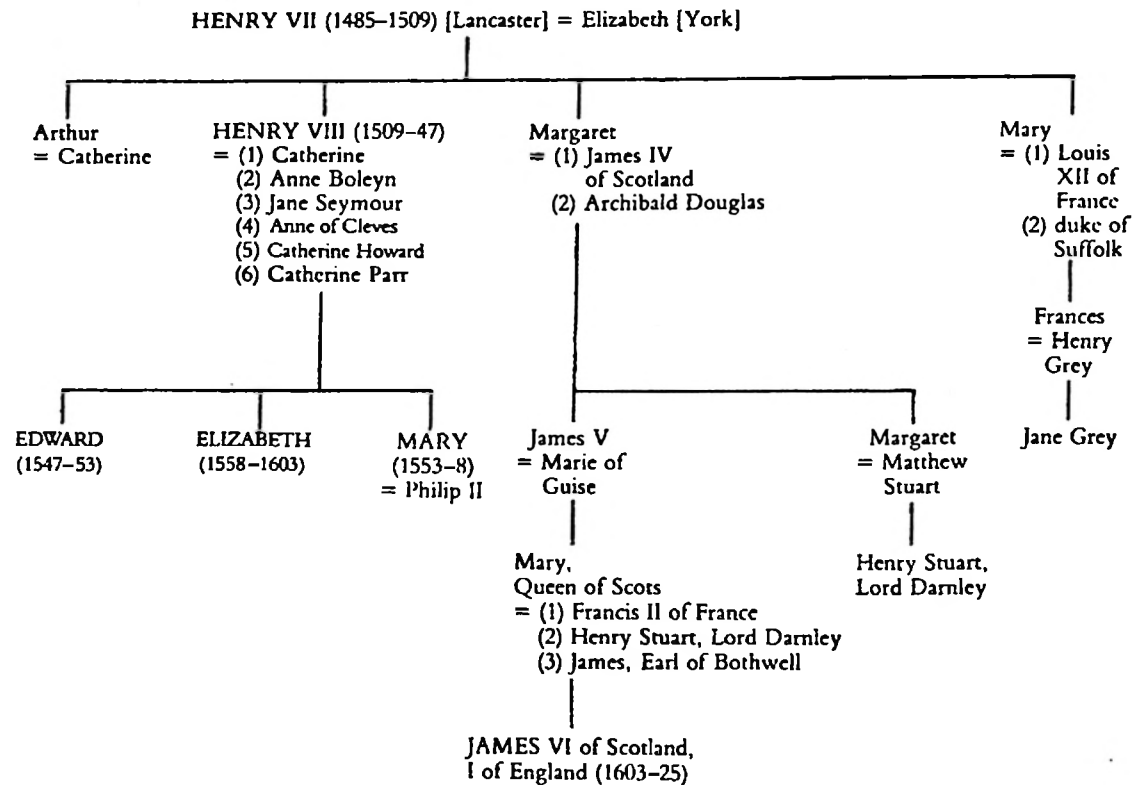 HENRY VII (1485–1509) [Lancaster] = Elizabeth [York]
Arthur
= Catherine
HENRY VIII (1509–47)
= (1) Catherine
(2) Anne Boleyn
(3) Jane Seymour
(4) Anne of Cleves
(5) Catherine Howard
(6) Catherine Parr
Margaret
= (1) James IV
of Scotland
(2) Archibald Douglas
Mary
= (1) Louis
XII of
France
(2) duke of
Suffolk
Frances
= Henry
Grey
EDWARD
(1547–53)
ELIZABETH
(1558–1603)
MARY
(1553–8)
= Philip II
James V
= Marie of
Guise
Margaret
= Matthew
Stuart
Jane Grey
Mary,
Queen of Scots
= (1) Francis II of France
(2) Henry Stuart, Lord Darnley
(3) James, Earl of Bothwell
Henry Stuart,
Lord Darnley
JAMES VI of Scotland,
I of England (1603–25)